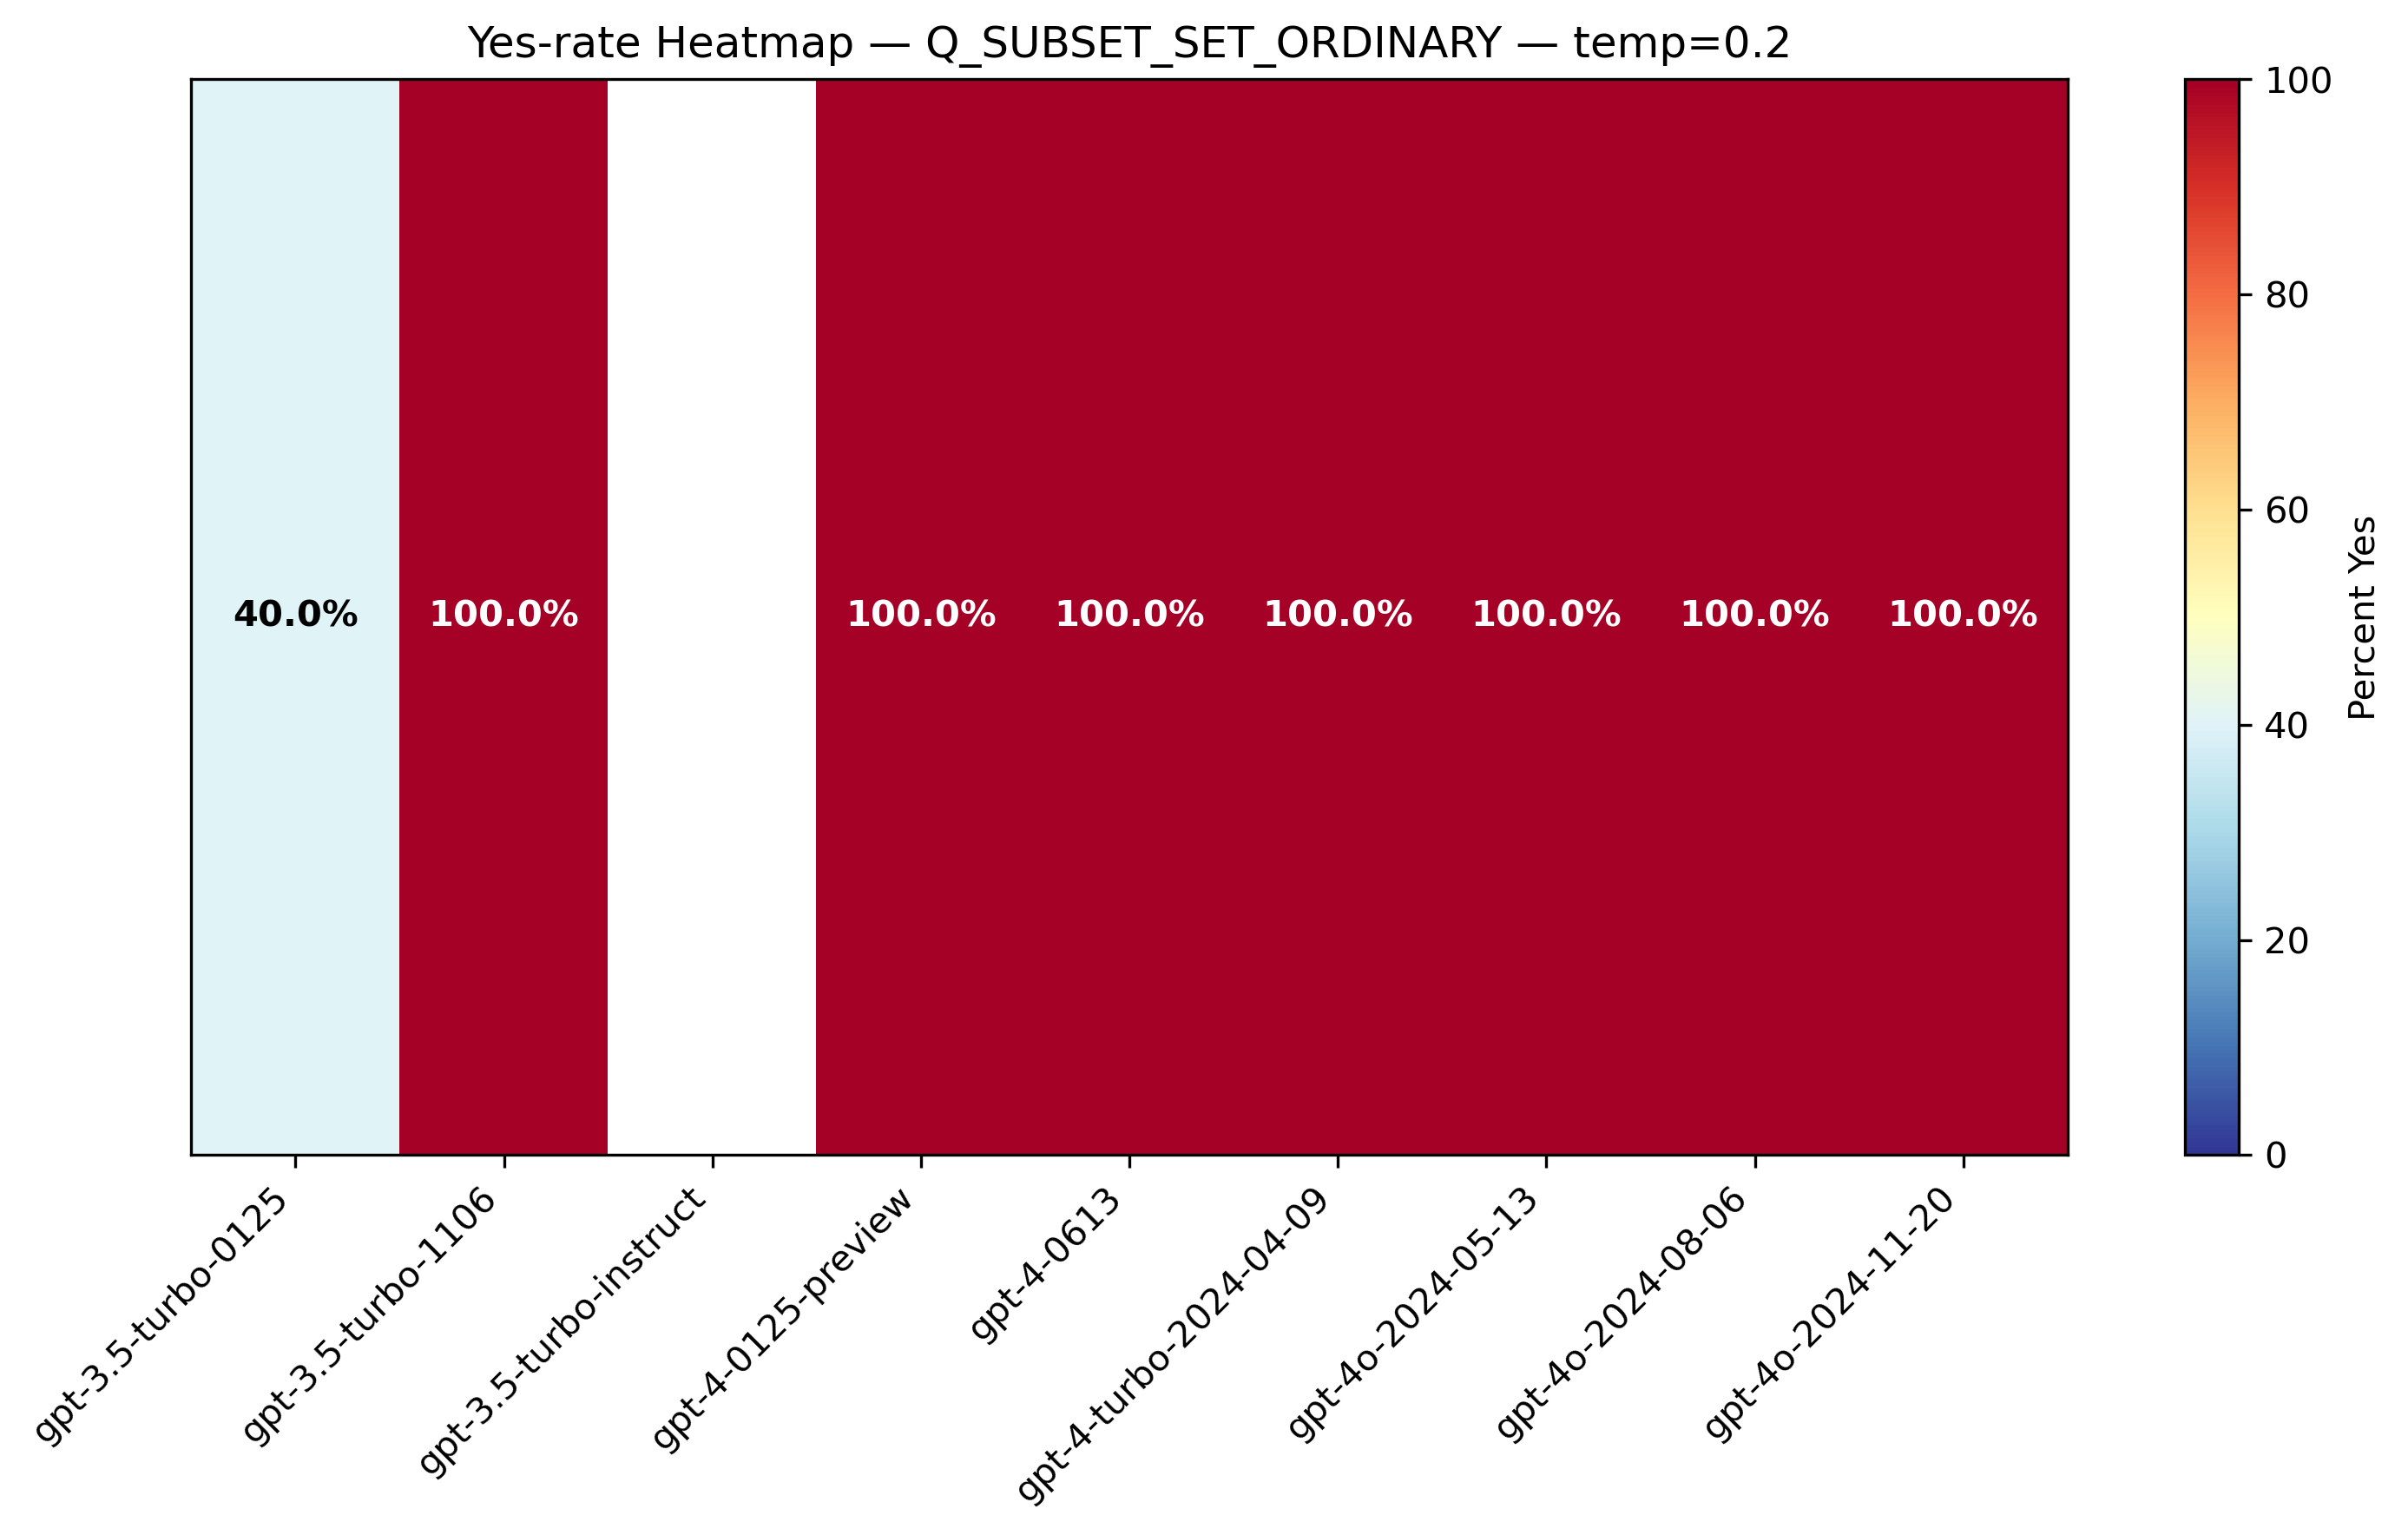 Yes-rate Heatmap — Q_SUBSET_SET_ORDINARY — temp=0.2
40.0% 100.0% 100.0% 100.0% 100.0% 100.0% 100.0% 100.0%
gpt-3.5-turbo-0125
gpt-3.5-turbo-1106
gpt-3.5-turbo-instruct
gpt-4-0125-preview
gpt-4-0613
gpt-4-turbo-2024-04-09
gpt-4o-2024-05-13
gpt-4o-2024-08-06
gpt-4o-2024-11-20
100
80
60
40
20
0
Percent Yes